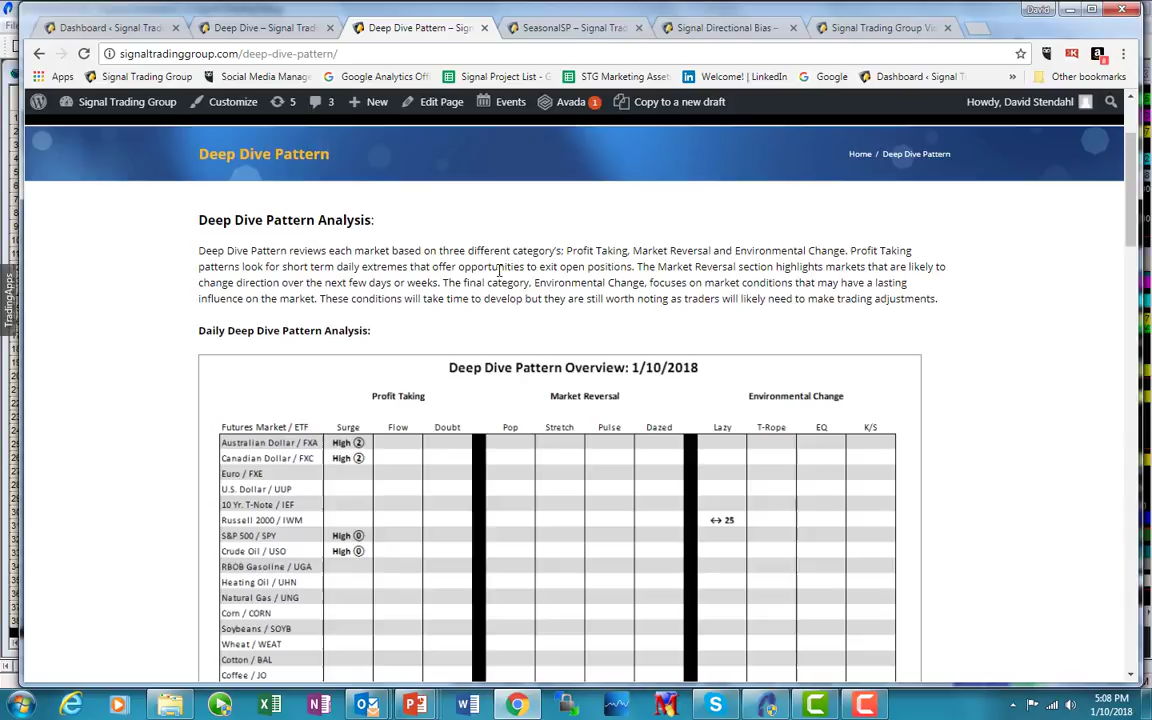 David
Dashboard ‹ Signal Trad
Deep Dive – Signal Trad
Deep Dive Pattern – Sign
SeasonalSP – Signal Trad
Signal Directional Bias –
Signal Trading Group Vi
signaltradinggroup.com/deep-dive-pattern/
Apps
Signal Trading Group
Social Media Manage
Google Analytics Offi
Signal Project List - G
STG Marketing Asset
Welcome! | LinkedIn
Google
Dashboard ‹ Signal T
»
Other bookmarks
Signal Trading Group
Customize
5
3
New
Edit Page
Events
Avada 1
Copy to a new draft
Howdy, David Stendahl
Deep Dive Pattern
Home / Deep Dive Pattern
Deep Dive Pattern Analysis:
Deep Dive Pattern reviews each market based on three different category's: Profit Taking, Market Reversal and Environmental Change. Profit Taking
patterns look for short term daily extremes that offer opportunities to exit open positions. The Market Reversal section highlights markets that are likely to
change direction over the next few days or weeks. The final category. Environmental Change, focuses on market conditions that may have a lasting
influence on the market. These conditions will take time to develop but they are still worth noting as traders will likely need to make trading adjustments.
Daily Deep Dive Pattern Analysis:
Deep Dive Pattern Overview: 1/10/2018
Profit Taking Market Reversal Environmental Change
Futures Market / ETF Surge Flow Doubt Pop Stretch Pulse Dazed Lazy T-Rope EQ K/S
Australian Dollar / FXA High ②
Canadian Dollar / FXC High ②
Euro / FXE
U.S. Dollar / UUP
10 Yr. T-Note / IEF
Russell 2000 / IWM ↔ 25
S&P 500 / SPY High ⓪
Crude Oil / USO High ⓪
RBOB Gasoline / UGA
Heating Oil / UHN
Natural Gas / UNG
Corn / CORN
Soybeans / SOYB
Wheat / WEAT
Cotton / BAL
Coffee / JO
TradingApps
5:08 PM
1/10/2018